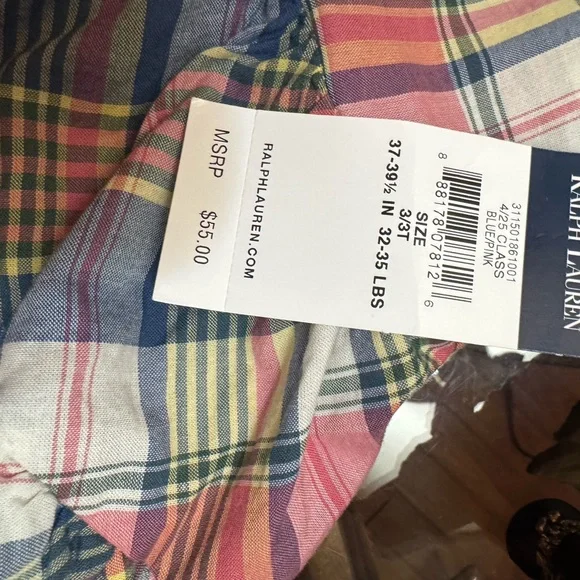 RALPH LAUREN
311501861001
4/25 CLASS
BLUE/PINK
8 88178 07812 6
SIZE
3/3T
37-39½ IN 32-35 LBS
RALPHLAUREN.COM
MSRP $55.00